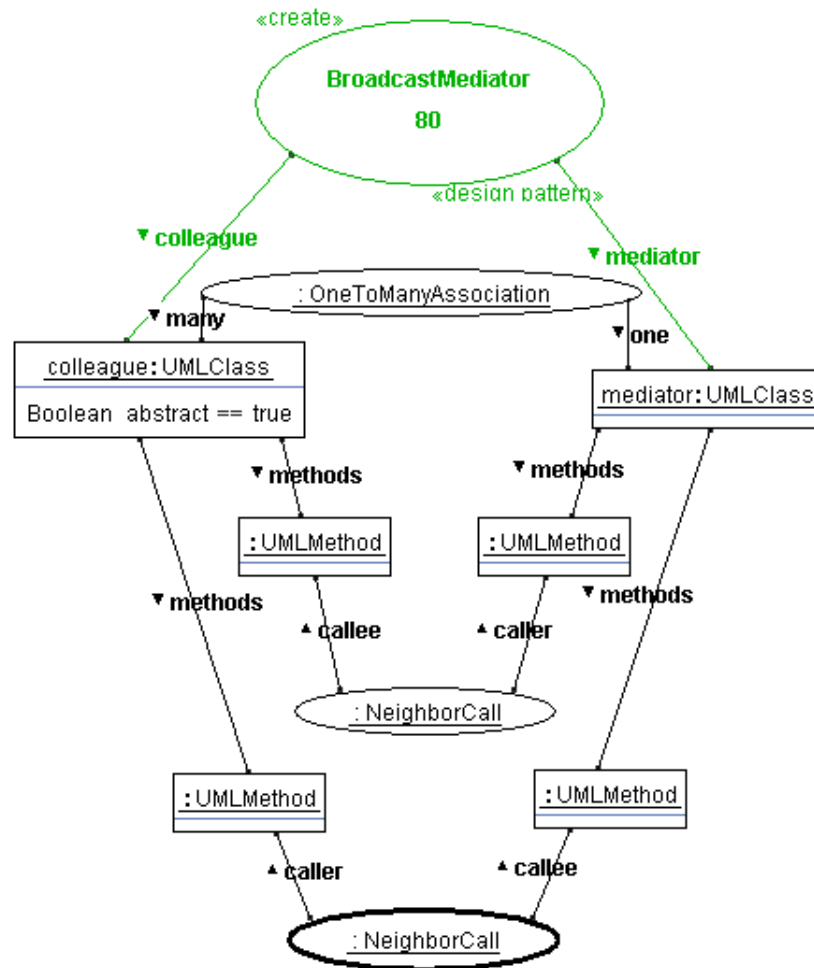 «create»
BroadcastMediator
80
«design pattern»
▼ colleague
▼ mediator
: OneToManyAssociation
▼ many
▼ one
colleague:UMLClass
Boolean abstract == true
mediator:UMLClass
▼ methods
▼ methods
:UMLMethod
:UMLMethod
▼ methods
▼ methods
▲ callee
▲ caller
: NeighborCall
:UMLMethod
:UMLMethod
▲ caller
▲ callee
: NeighborCall